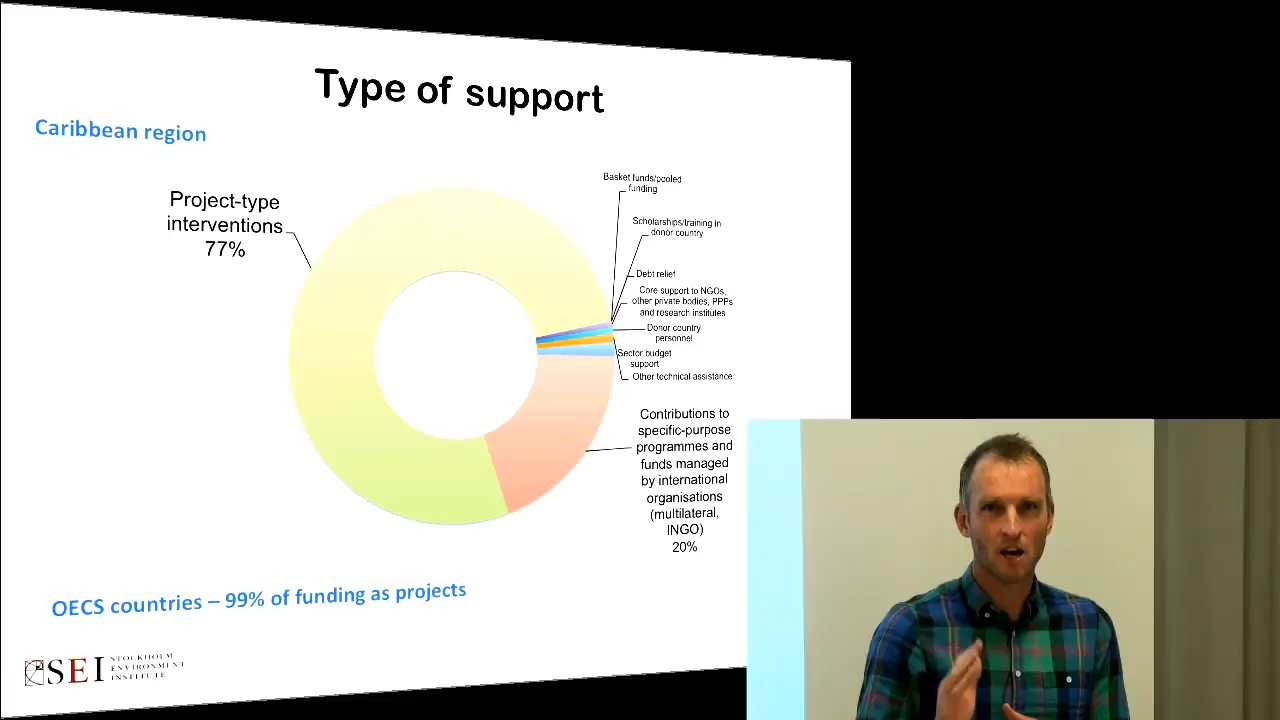 Type of support
Caribbean region
Project-type
interventions
77%
Basket funds/pooled
funding
Scholarships/training in
donor country
Debt relief
Core support to NGOs,
other private bodies, PPPs
and research institutes
Donor country
personnel
Sector budget
support
Other technical assistance
Contributions to
specific-purpose
programmes and
funds managed
by international
organisations
(multilateral,
INGO)
20%
OECS countries – 99% of funding as projects
SEI
STOCKHOLM
ENVIRONMENT
INSTITUTE